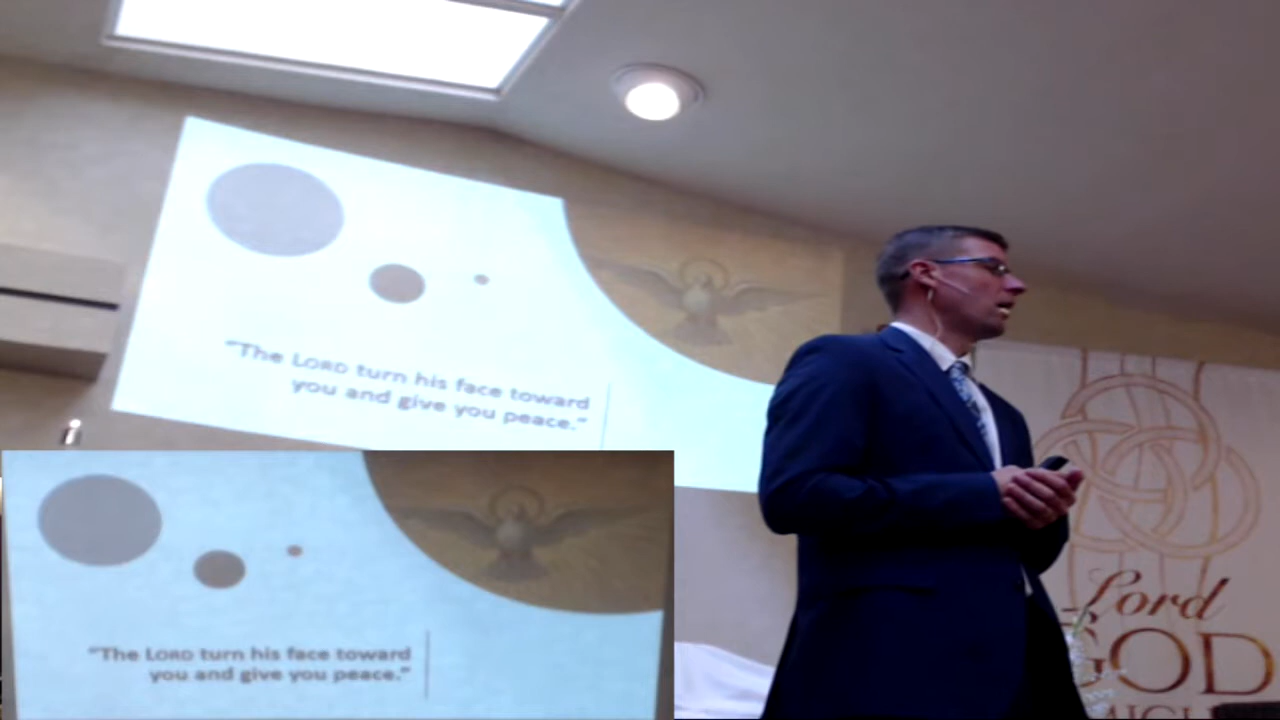 “The LORD turn his face toward
you and give you peace.”
“The LORD turn his face toward
you and give you peace.”
Lord
GOD